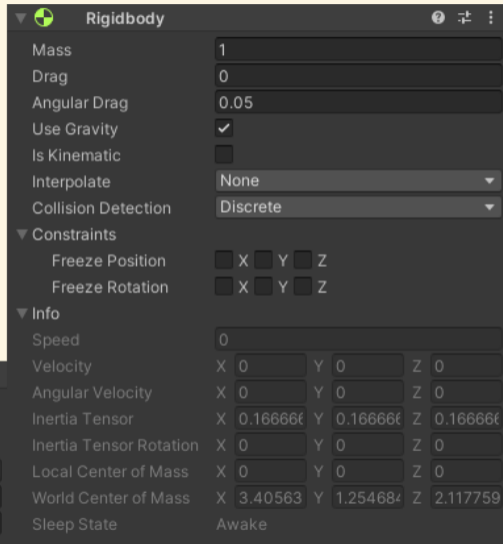 Rigidbody
Mass 1
Drag 0
Angular Drag 0.05
Use Gravity
Is Kinematic
Interpolate None
Collision Detection Discrete
Constraints
Freeze Position X Y Z
Freeze Rotation X Y Z
Info
Speed 0
Velocity X 0 Y 0 Z 0
Angular Velocity X 0 Y 0 Z 0
Inertia Tensor X 0.166666 Y 0.166666 Z 0.166666
Inertia Tensor Rotation X 0 Y 0 Z 0
Local Center of Mass X 0 Y 0 Z 0
World Center of Mass X 3.40563 Y 1.254684 Z 2.117759
Sleep State Awake